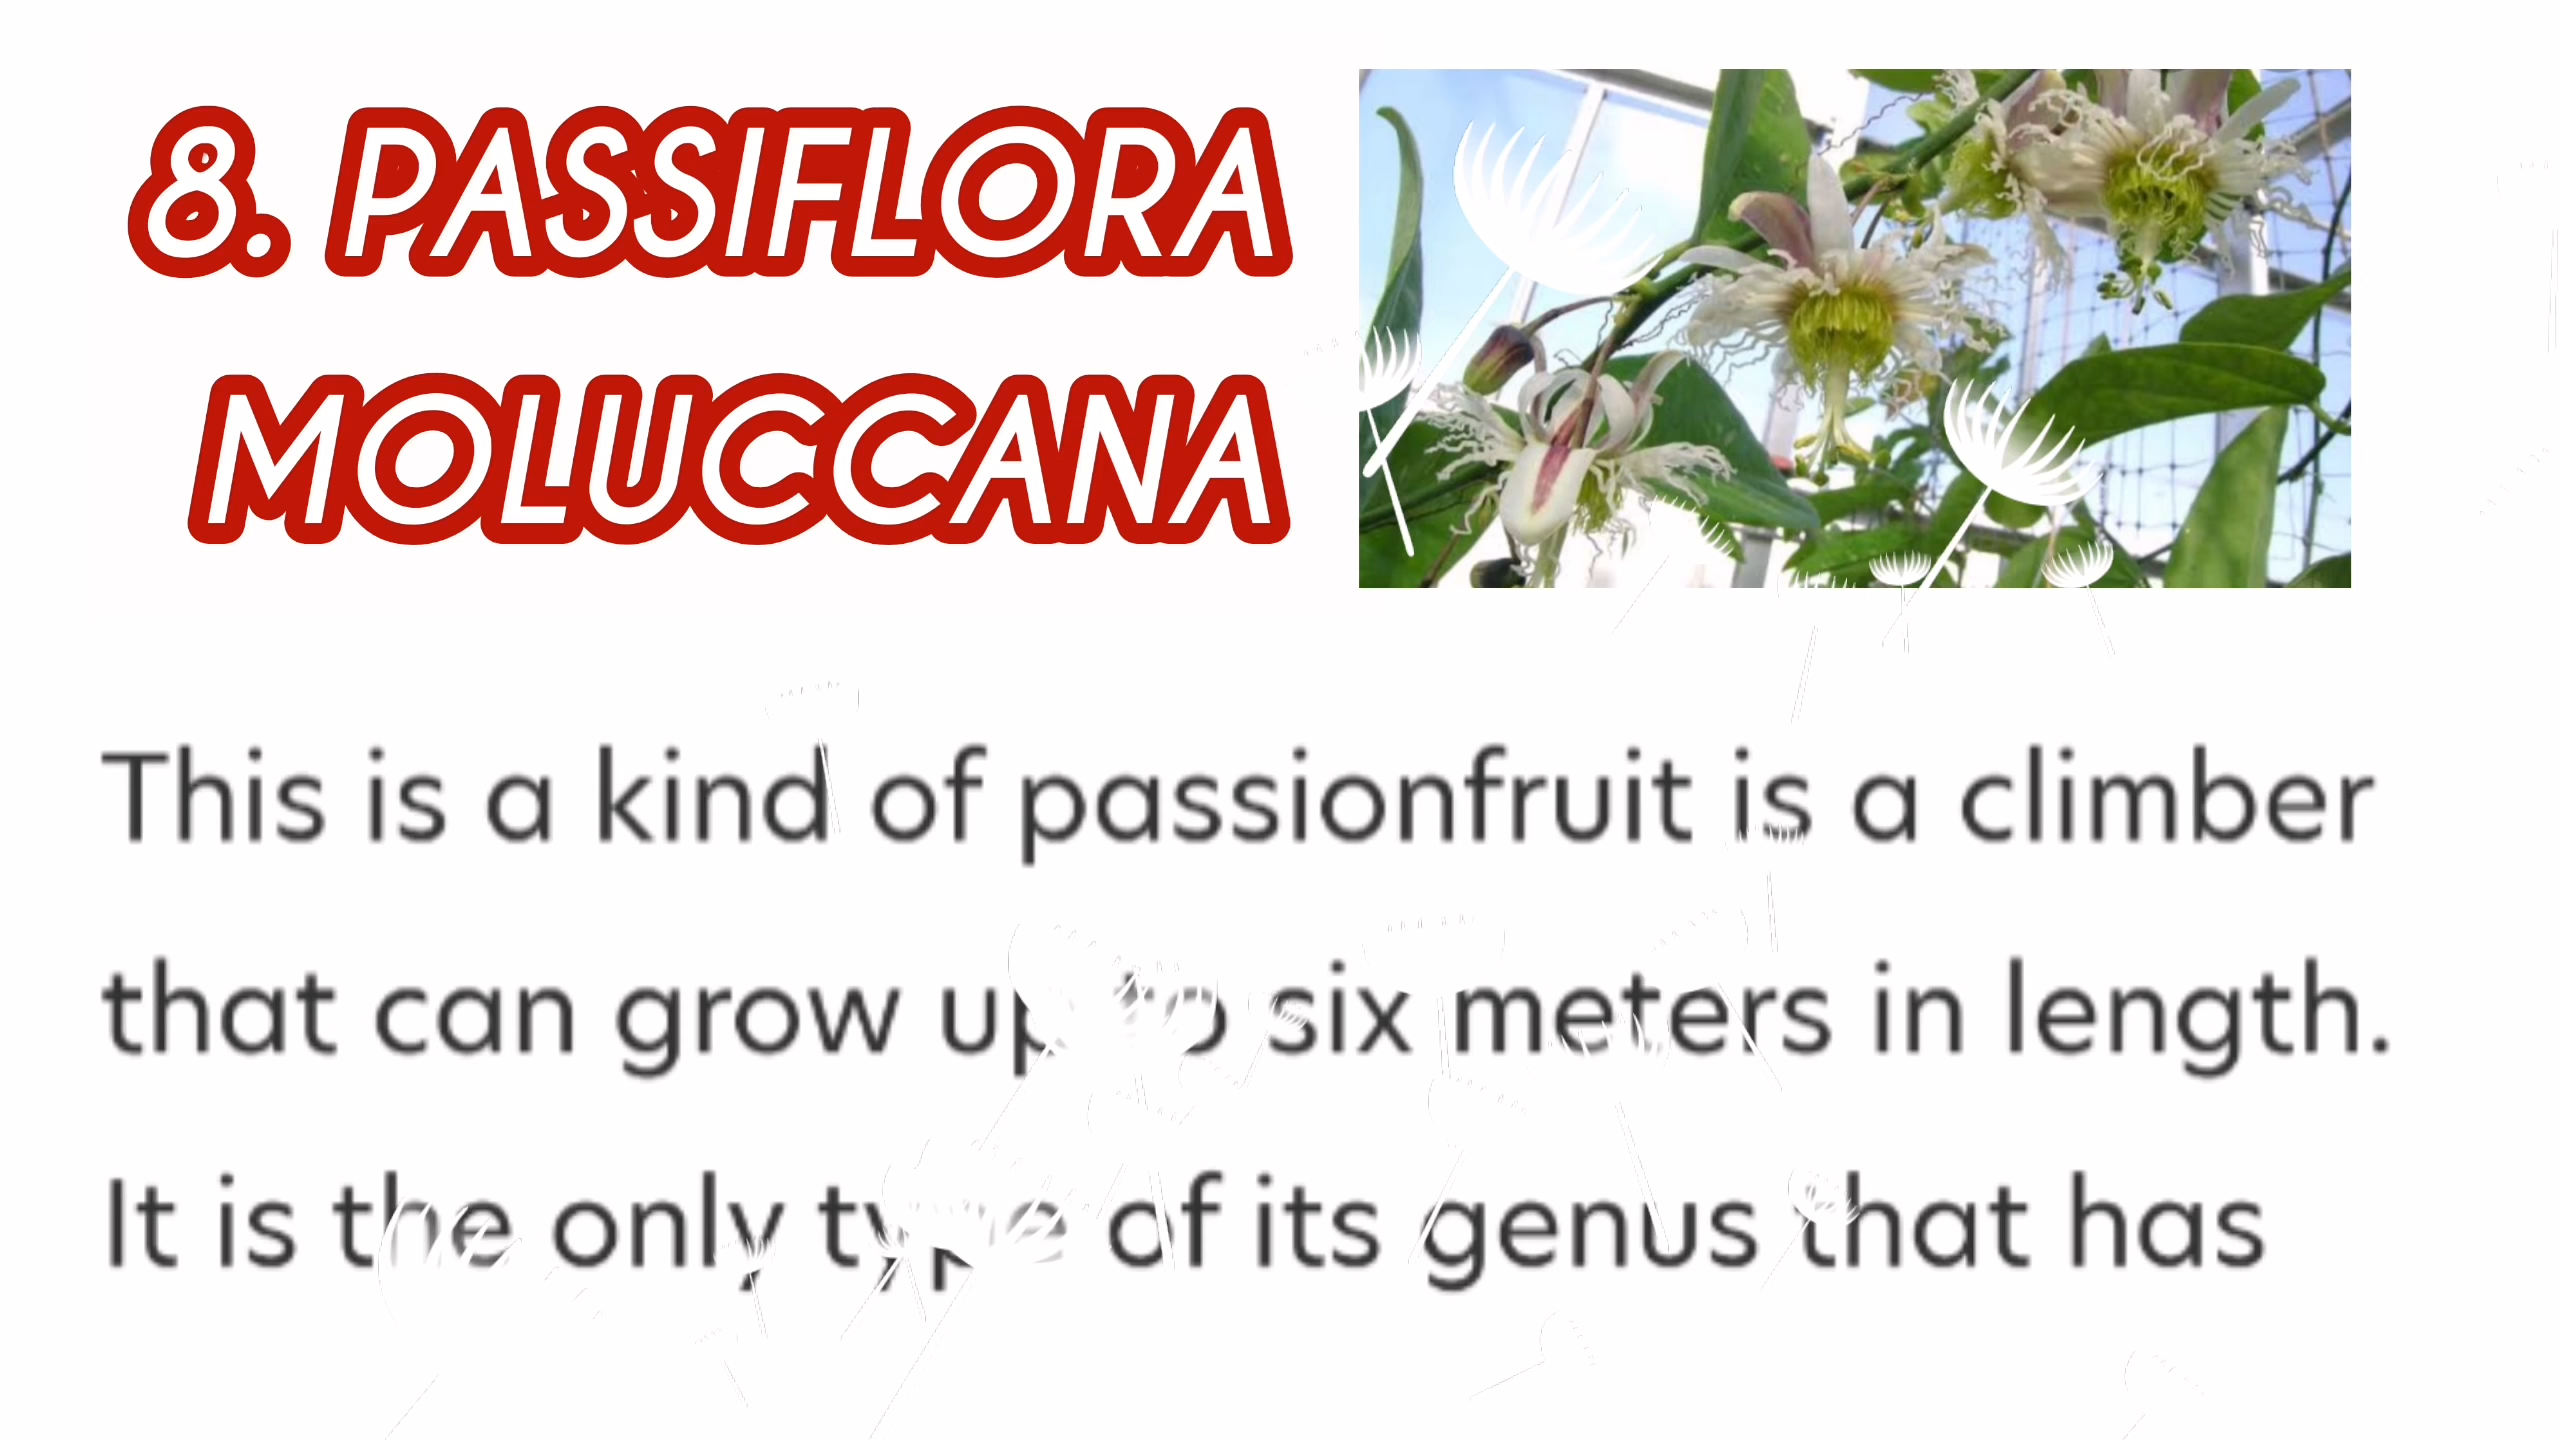 8. PASSIFLORA
MOLUCCANA
This is a kind of passionfruit is a climber
that can grow up to six meters in length.
It is the only type of its genus that has